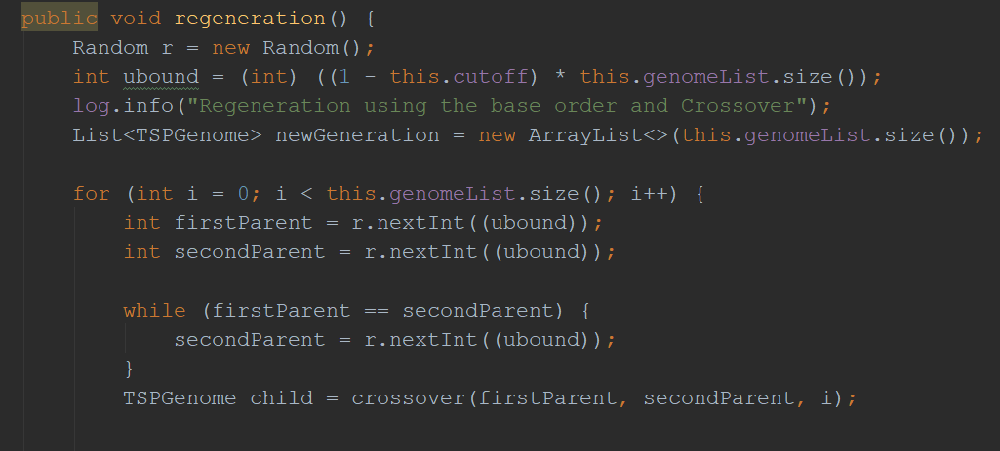 public void regeneration() {
    Random r = new Random();
    int ubound = (int) ((1 - this.cutoff) * this.genomeList.size());
    log.info("Regeneration using the base order and Crossover");
    List<TSPGenome> newGeneration = new ArrayList<>(this.genomeList.size());
    for (int i = 0; i < this.genomeList.size(); i++) {
        int firstParent = r.nextInt((ubound));
        int secondParent = r.nextInt((ubound));
        while (firstParent == secondParent) {
            secondParent = r.nextInt((ubound));
        }
        TSPGenome child = crossover(firstParent, secondParent, i);